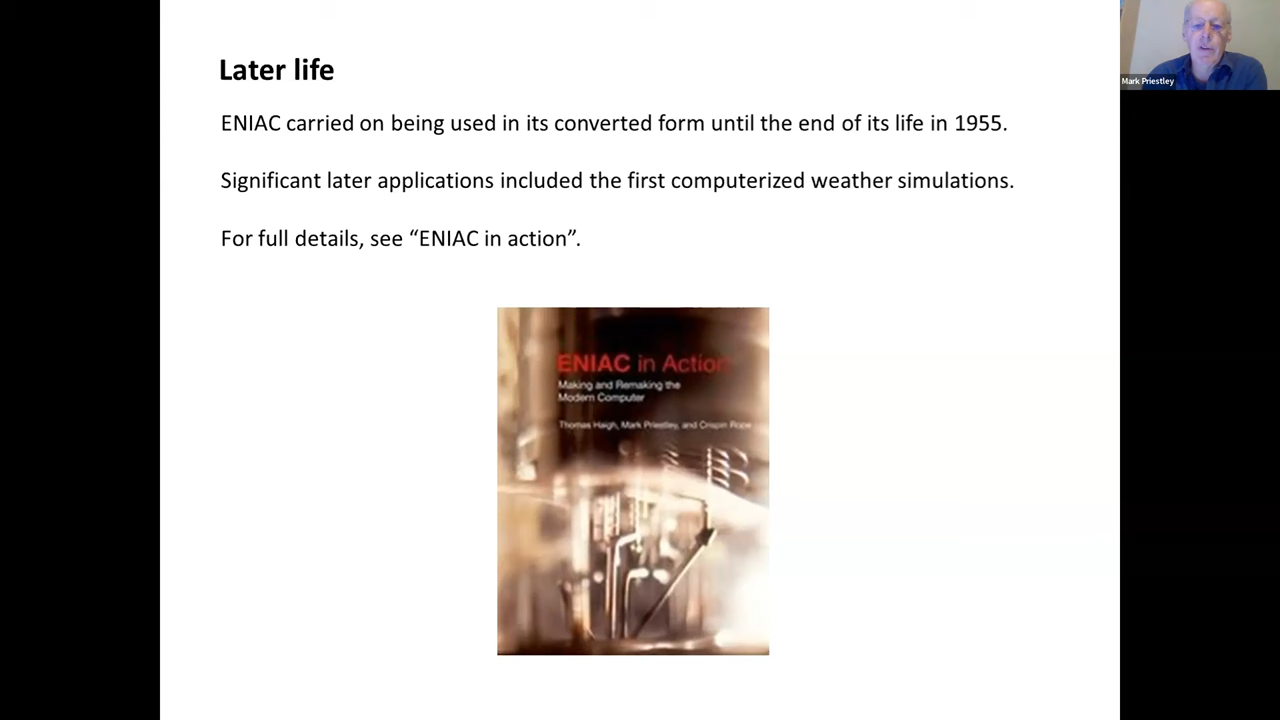 Later life
ENIAC carried on being used in its converted form until the end of its life in 1955.
Significant later applications included the first computerized weather simulations.
For full details, see “ENIAC in action”.
ENIAC in Action
Making and Remaking the
Modern Computer
Thomas Haigh, Mark Priestley, and Crispin Rope
Mark Priestley